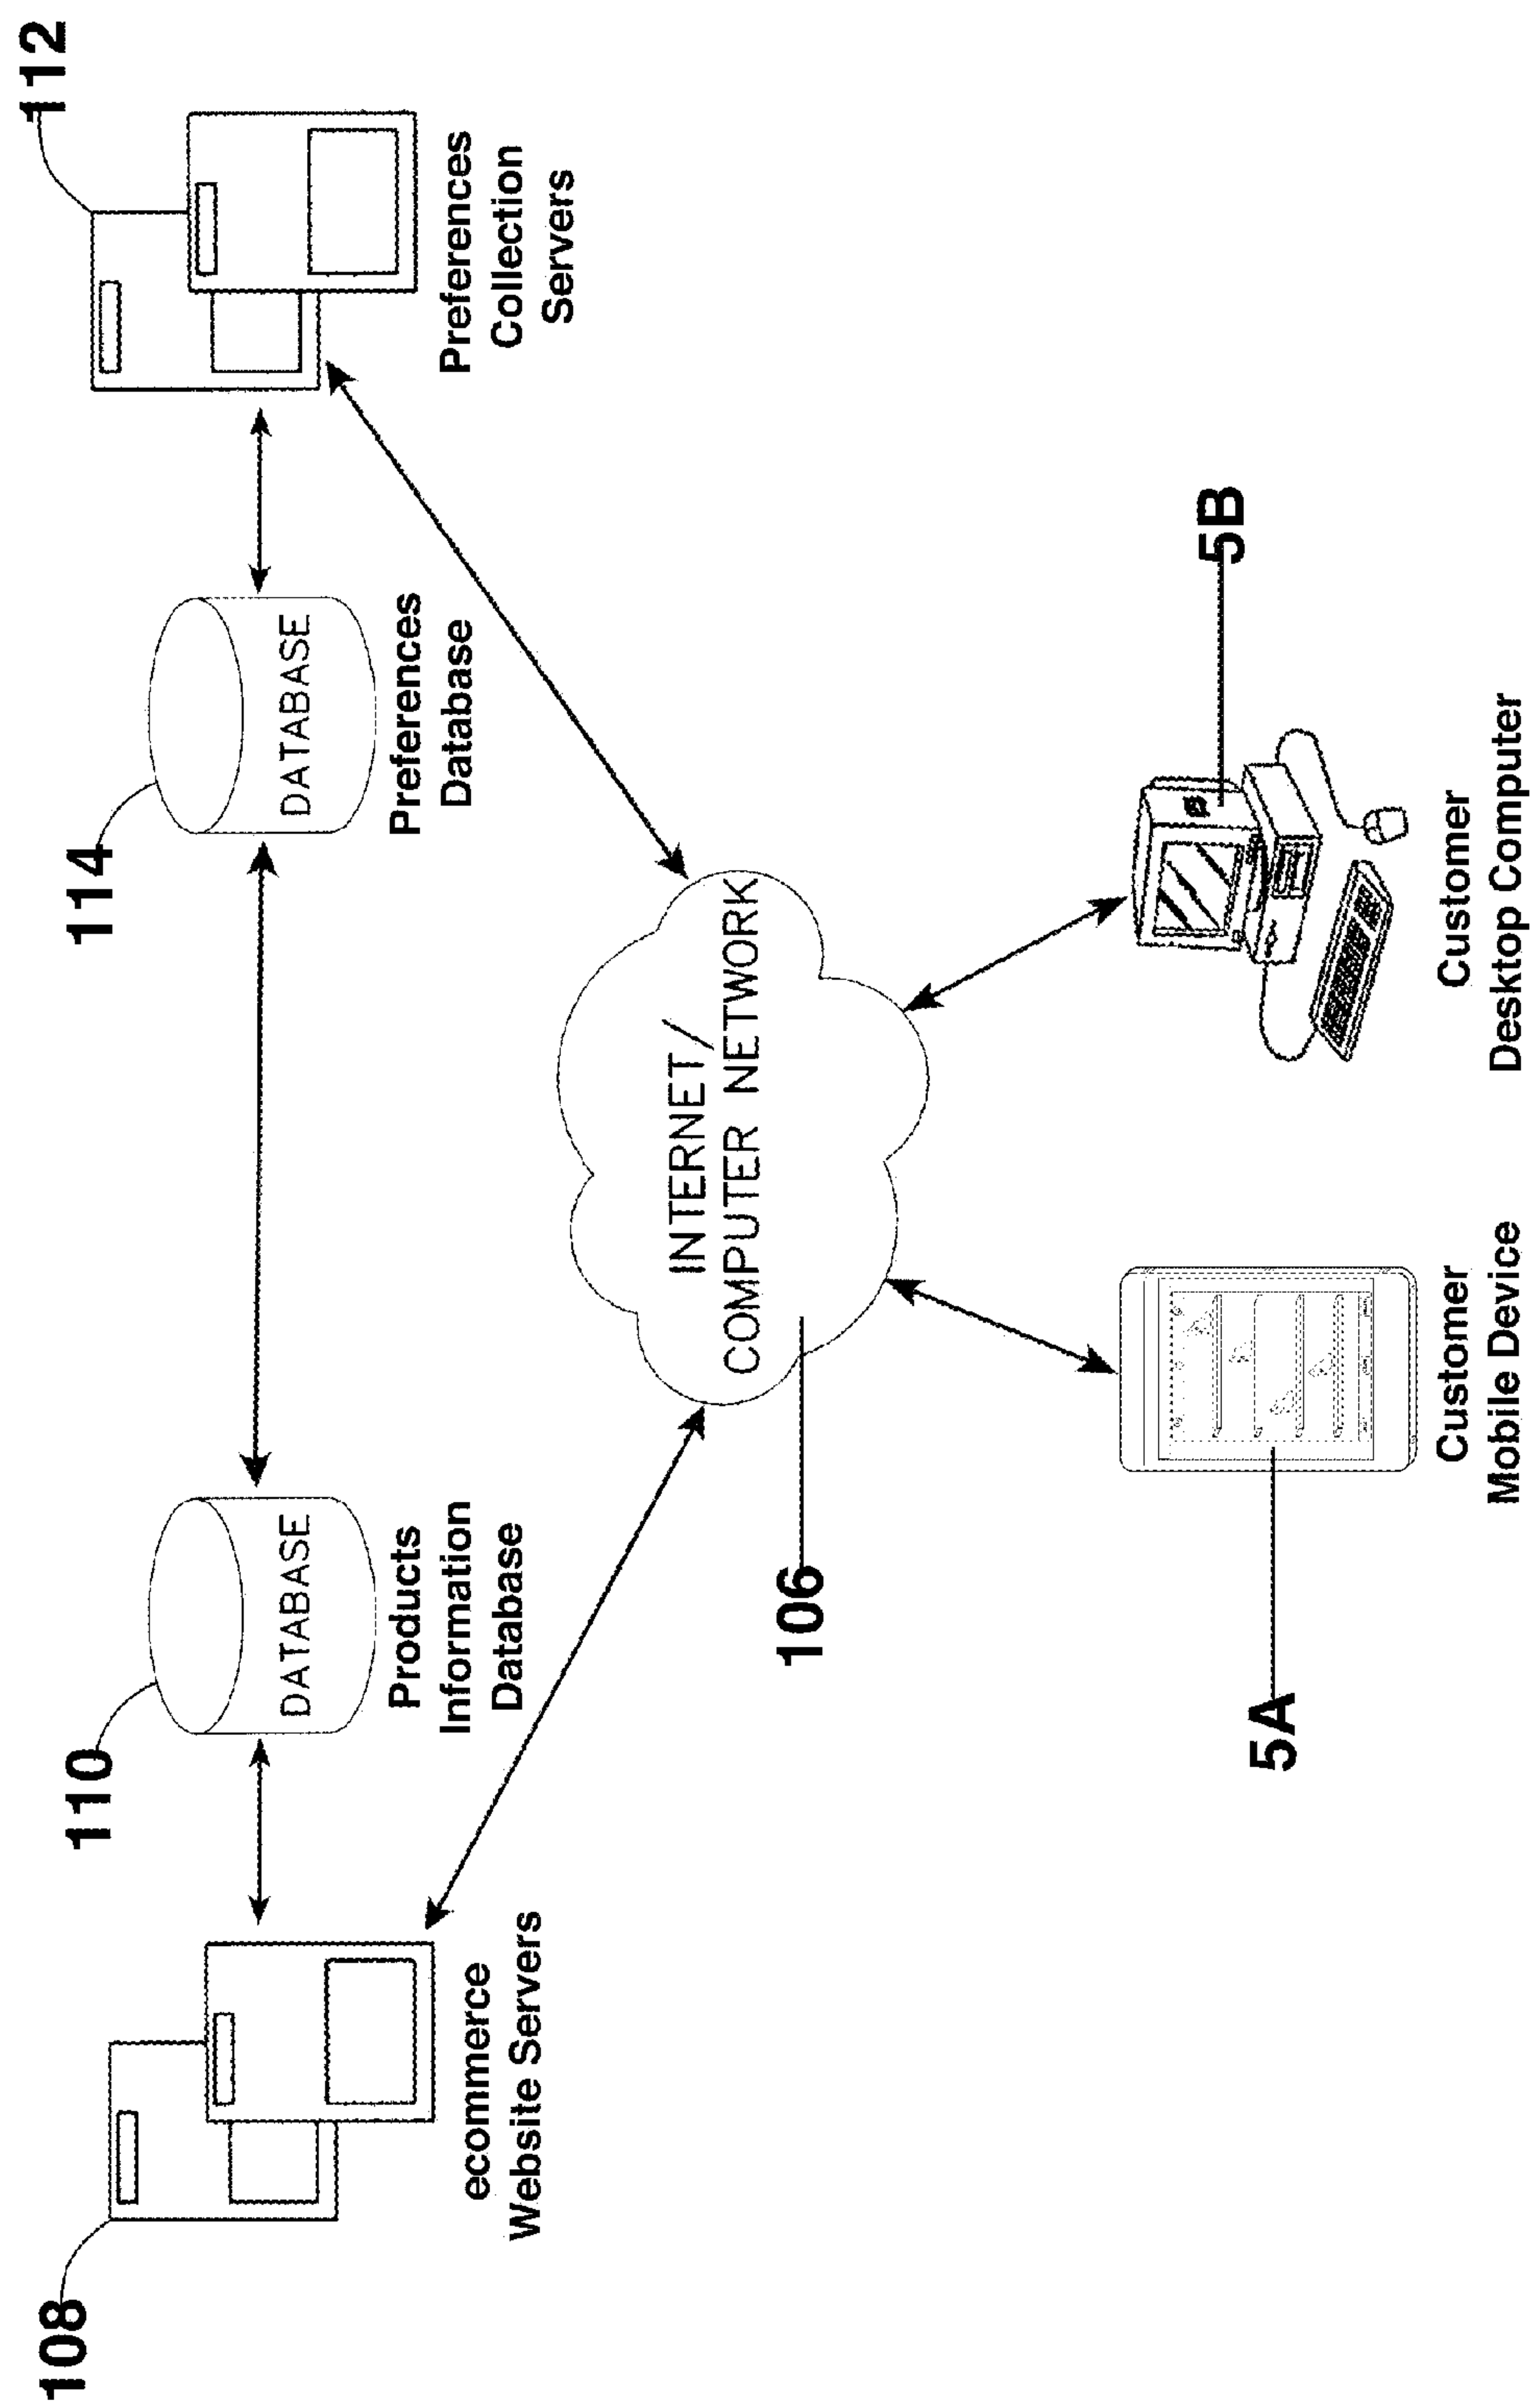 108
110
114
112
DATABASE
DATABASE
ecommerce
Website Servers
Products
Information
Database
Preferences
Database
Preferences
Collection
Servers
INTERNET/
COMPUTER NETWORK
106
5A
5B
Customer
Mobile Device
Customer
Desktop Computer